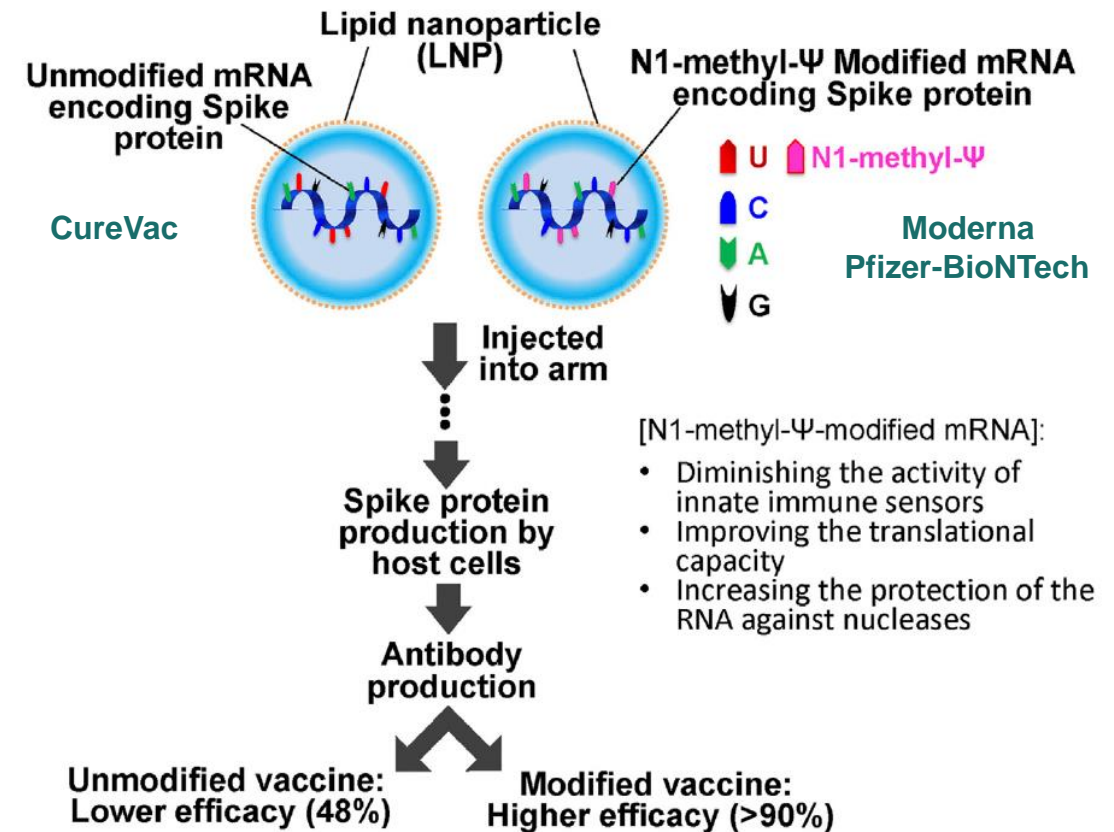 Lipid nanoparticle
(LNP)
Unmodified mRNA
encoding Spike
protein
N1-methyl-Ψ Modified mRNA
encoding Spike protein
U N1-methyl-Ψ
C
A
G
CureVac
Moderna
Pfizer-BioNTech
Injected
into arm
[N1-methyl-Ψ-modified mRNA]:
• Diminishing the activity of
innate immune sensors
• Improving the translational
capacity
• Increasing the protection of the
RNA against nucleases
Spike protein
production by
host cells
Antibody
production
Unmodified vaccine:
Lower efficacy (48%)
Modified vaccine:
Higher efficacy (>90%)